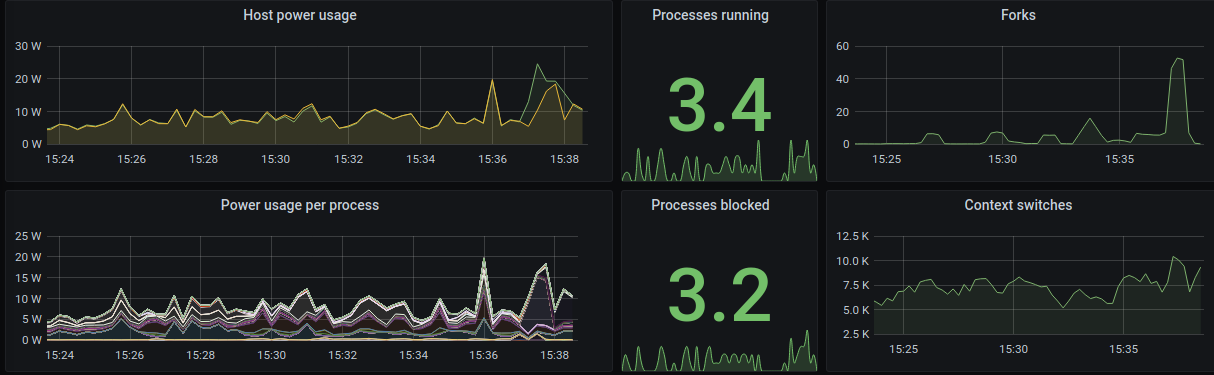 Host power usage
30 W
20 W
10 W
0 W
15:24 15:26 15:28 15:30 15:32 15:34 15:36 15:38
Processes running
3.4
Forks
60
40
20
0
15:25 15:30 15:35
Power usage per process
25 W
20 W
15 W
10 W
5 W
0 W
15:24 15:26 15:28 15:30 15:32 15:34 15:36 15:38
Processes blocked
3.2
Context switches
12.5 K
10.0 K
7.5 K
5.0 K
2.5 K
15:25 15:30 15:35